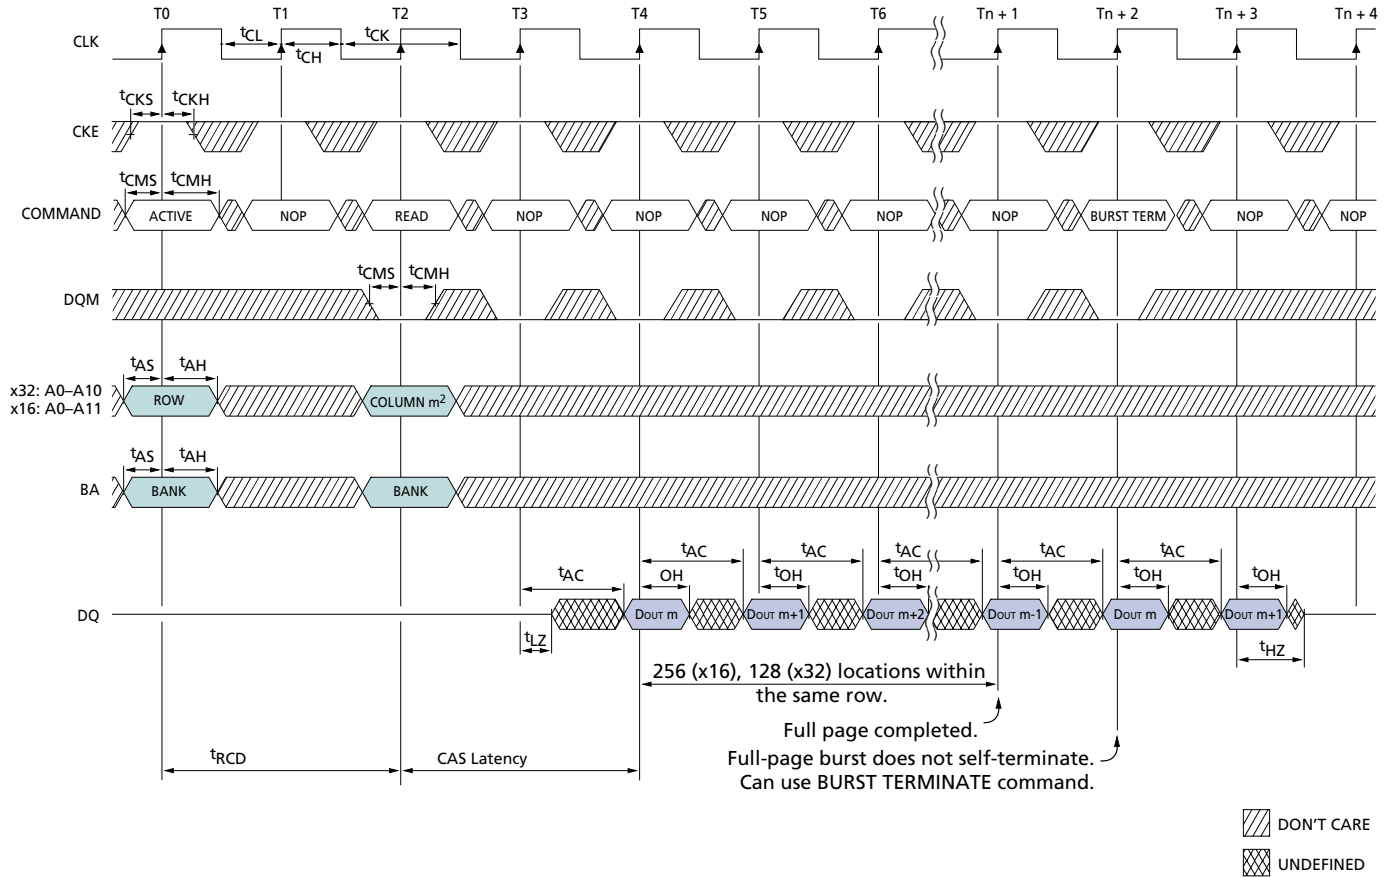 T0 T1 T2 T3 T4 T5 T6 Tn + 1 Tn + 2 Tn + 3 Tn + 4
CLK tCL tCH tCK
tCKS tCKH
CKE
tCMS tCMH
COMMAND ACTIVE NOP READ NOP NOP NOP NOP NOP BURST TERM NOP NOP
tCMS tCMH
DQM
tAS tAH
x32: A0–A10
x16: A0–A11
ROW COLUMN m2
tAS tAH
BA BANK BANK
tAC tAC tAC tAC tAC tAC
OH tOH tOH tOH tOH tOH
DQ DOUT m DOUT m+1 DOUT m+2 DOUT m-1 DOUT m DOUT m+1
tLZ tHZ
256 (x16), 128 (x32) locations within
the same row.
Full page completed.
tRCD CAS Latency
Full-page burst does not self-terminate.
Can use BURST TERMINATE command.
DON'T CARE
UNDEFINED